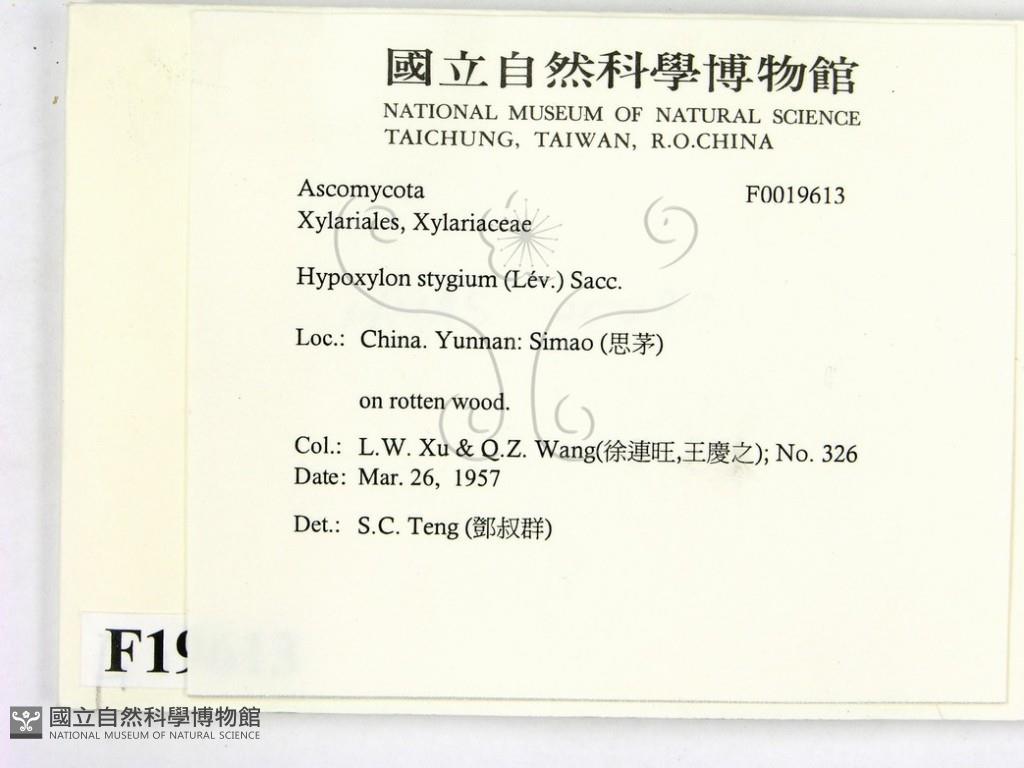 國立自然科學博物館
NATIONAL MUSEUM OF NATURAL SCIENCE
TAICHUNG, TAIWAN, R.O.CHINA
Ascomycota F0019613
Xylariales, Xylariaceae
Hypoxylon stygium (Lév.) Sacc.
Loc.: China. Yunnan: Simao (思茅)
on rotten wood.
Col.: L.W. Xu & Q.Z. Wang(徐連旺,王慶之); No. 326
Date: Mar. 26, 1957
Det.: S.C. Teng (鄧叔群)
F19613
國立自然科學博物館
NATIONAL MUSEUM OF NATURAL SCIENCE